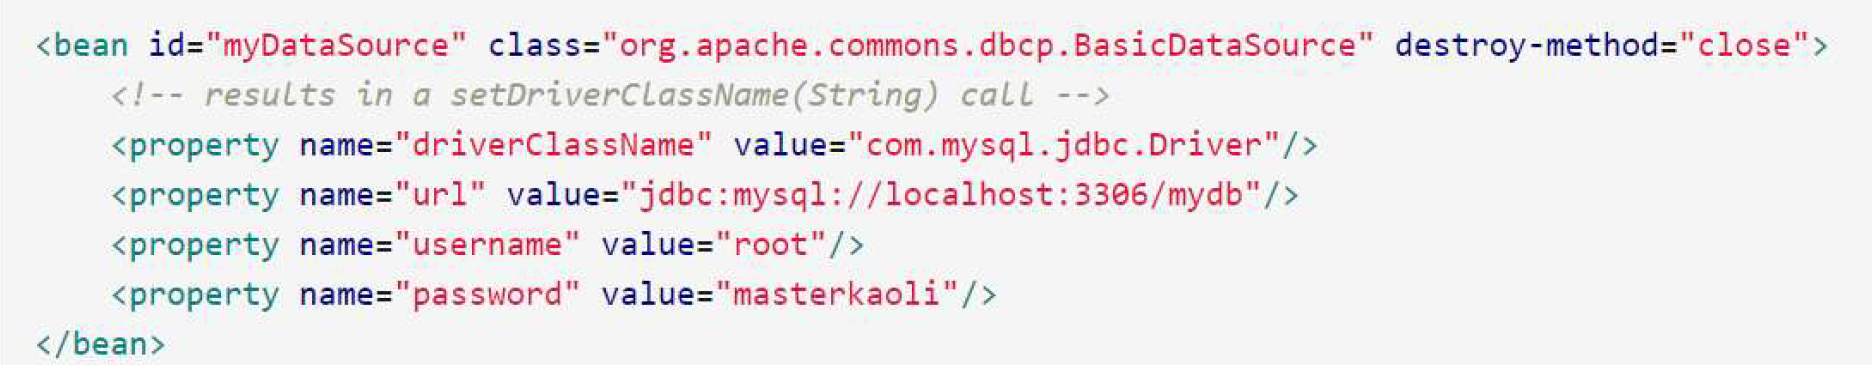 <bean id="myDataSource" class="org.apache.commons.dbcp.BasicDataSource" destroy-method="close">
<!-- results in a setDriverClassName(String) call -->
<property name="driverClassName" value="com.mysql.jdbc.Driver"/>
<property name="url" value="jdbc:mysql://localhost:3306/mydb"/>
<property name="username" value="root"/>
<property name="password" value="masterkaoli"/>
</bean>